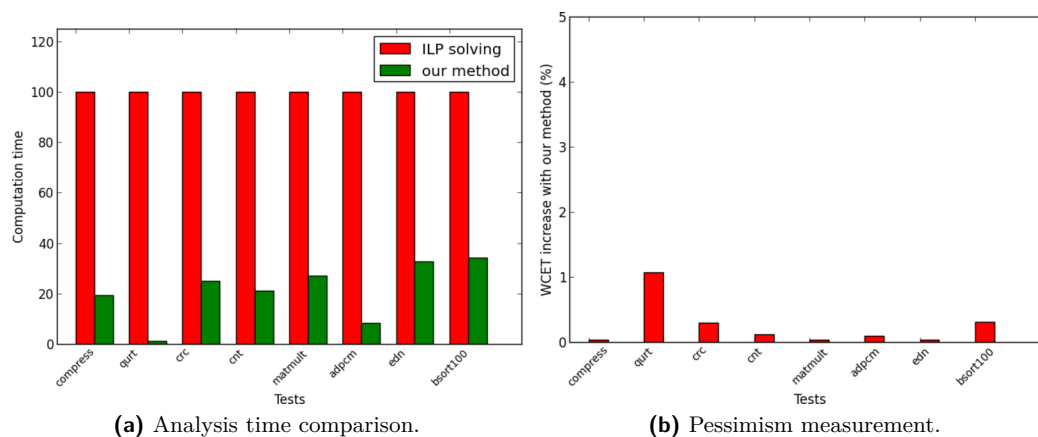 120
100
80
60
40
20
0
Computation time
ILP solving
our method
compress
qurt
crc
cnt
matmult
adpcm
edn
bsort100
Tests
(a) Analysis time comparison.
5
4
3
2
1
0
WCET increase with our method (%)
compress
qurt
crc
cnt
matmult
adpcm
edn
bsort100
Tests
(b) Pessimism measurement.